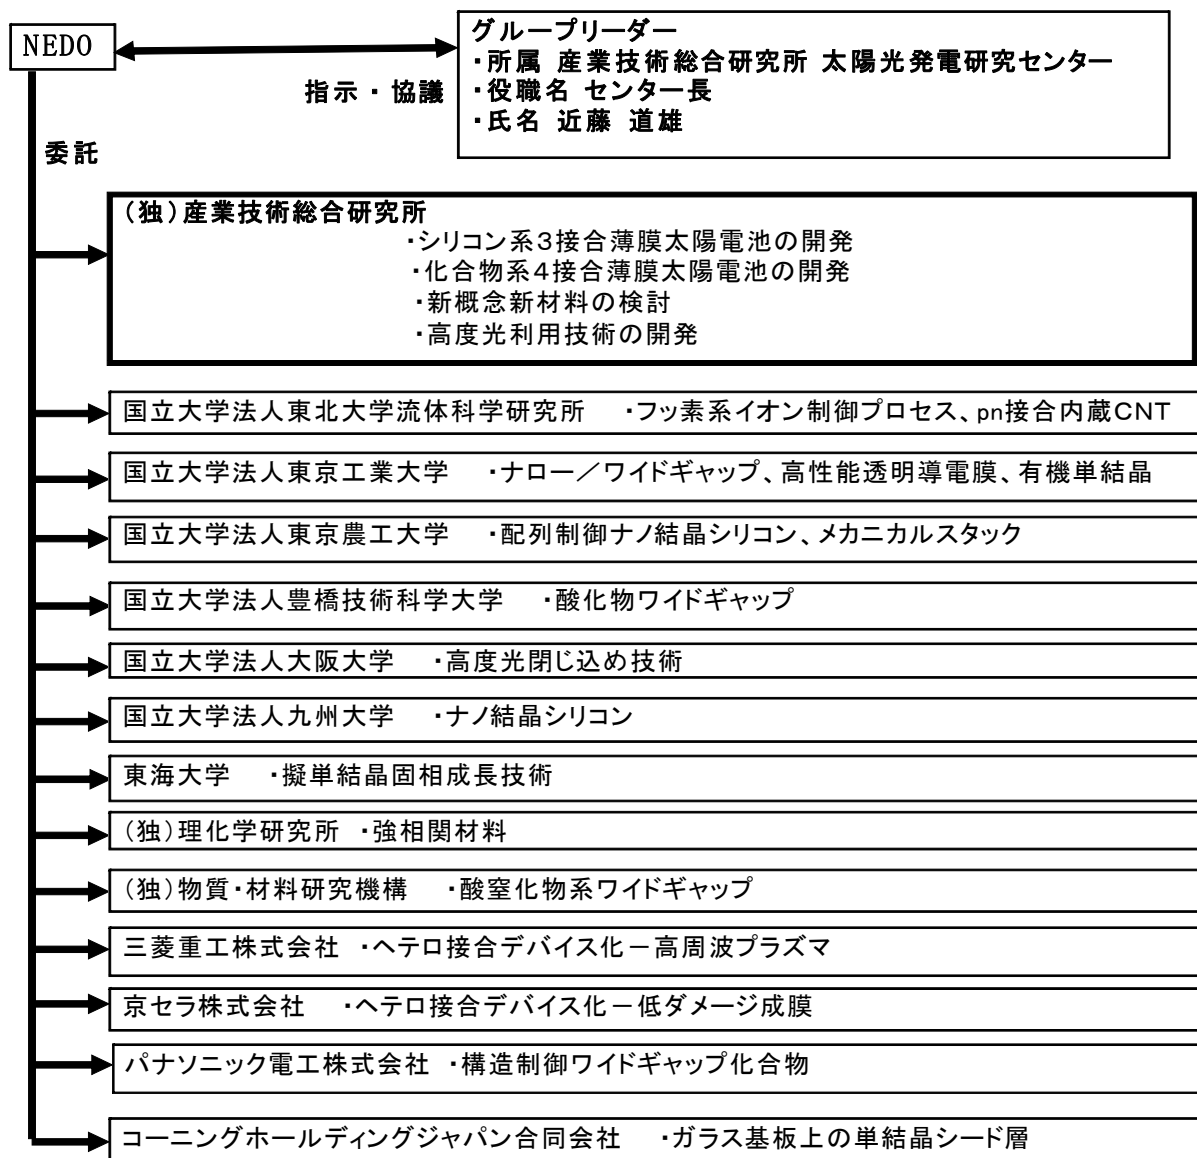 NEDO
グループリーダー
・所属 産業技術総合研究所 太陽光発電研究センター
・役職名 センター長
・氏名 近藤 道雄
指示・協議
委託
(独)産業技術総合研究所
・シリコン系3接合薄膜太陽電池の開発
・化合物系4接合薄膜太陽電池の開発
・新概念新材料の検討
・高度光利用技術の開発
国立大学法人東北大学流体科学研究所 ・フッ素系イオン制御プロセス、pn接合内蔵CNT
国立大学法人東京工業大学 ・ナロー/ワイドギャップ、高性能透明導電膜、有機単結晶
国立大学法人東京農工大学 ・配列制御ナノ結晶シリコン、メカニカルスタック
国立大学法人豊橋技術科学大学 ・酸化物ワイドギャップ
国立大学法人大阪大学 ・高度光閉じ込め技術
国立大学法人九州大学 ・ナノ結晶シリコン
東海大学 ・擬単結晶固相成長技術
(独)理化学研究所 ・強相関材料
(独)物質・材料研究機構 ・酸窒化物系ワイドギャップ
三菱重工株式会社 ・ヘテロ接合デバイス化-高周波プラズマ
京セラ株式会社 ・ヘテロ接合デバイス化-低ダメージ成膜
パナソニック電工株式会社 ・構造制御ワイドギャップ化合物
コーニングホールディングジャパン合同会社 ・ガラス基板上の単結晶シード層